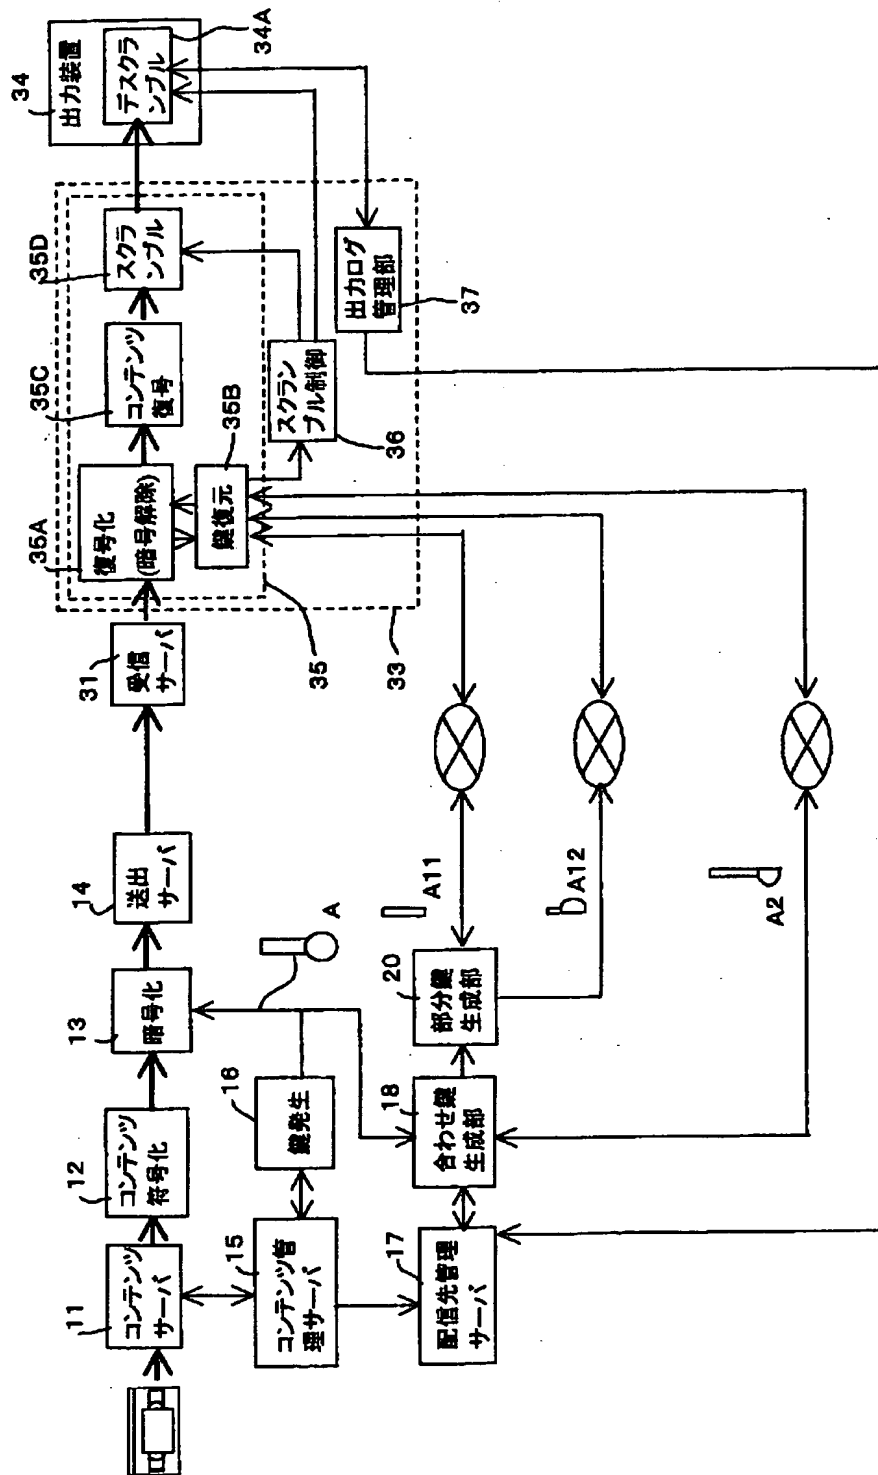 11
コンテンツ
サーバ
12
コンテンツ
符号化
13
暗号化
14
送出
サーバ
31
受信
サーバ
35A
復号化
(暗号解除)
35C
コンテンツ
復号
35D
スクラ
ンブル
34
出力装置
デスクラ
ンブル
34A
35B
鍵復元
スクラン
ブル制御
36
出力ログ
管理部
37
35
33
15
コンテンツ管
理サーバ
16
鍵発生
A
17
配信先管理
サーバ
18
合わせ鍵
生成部
20
部分鍵
生成部
A11
A12
A2